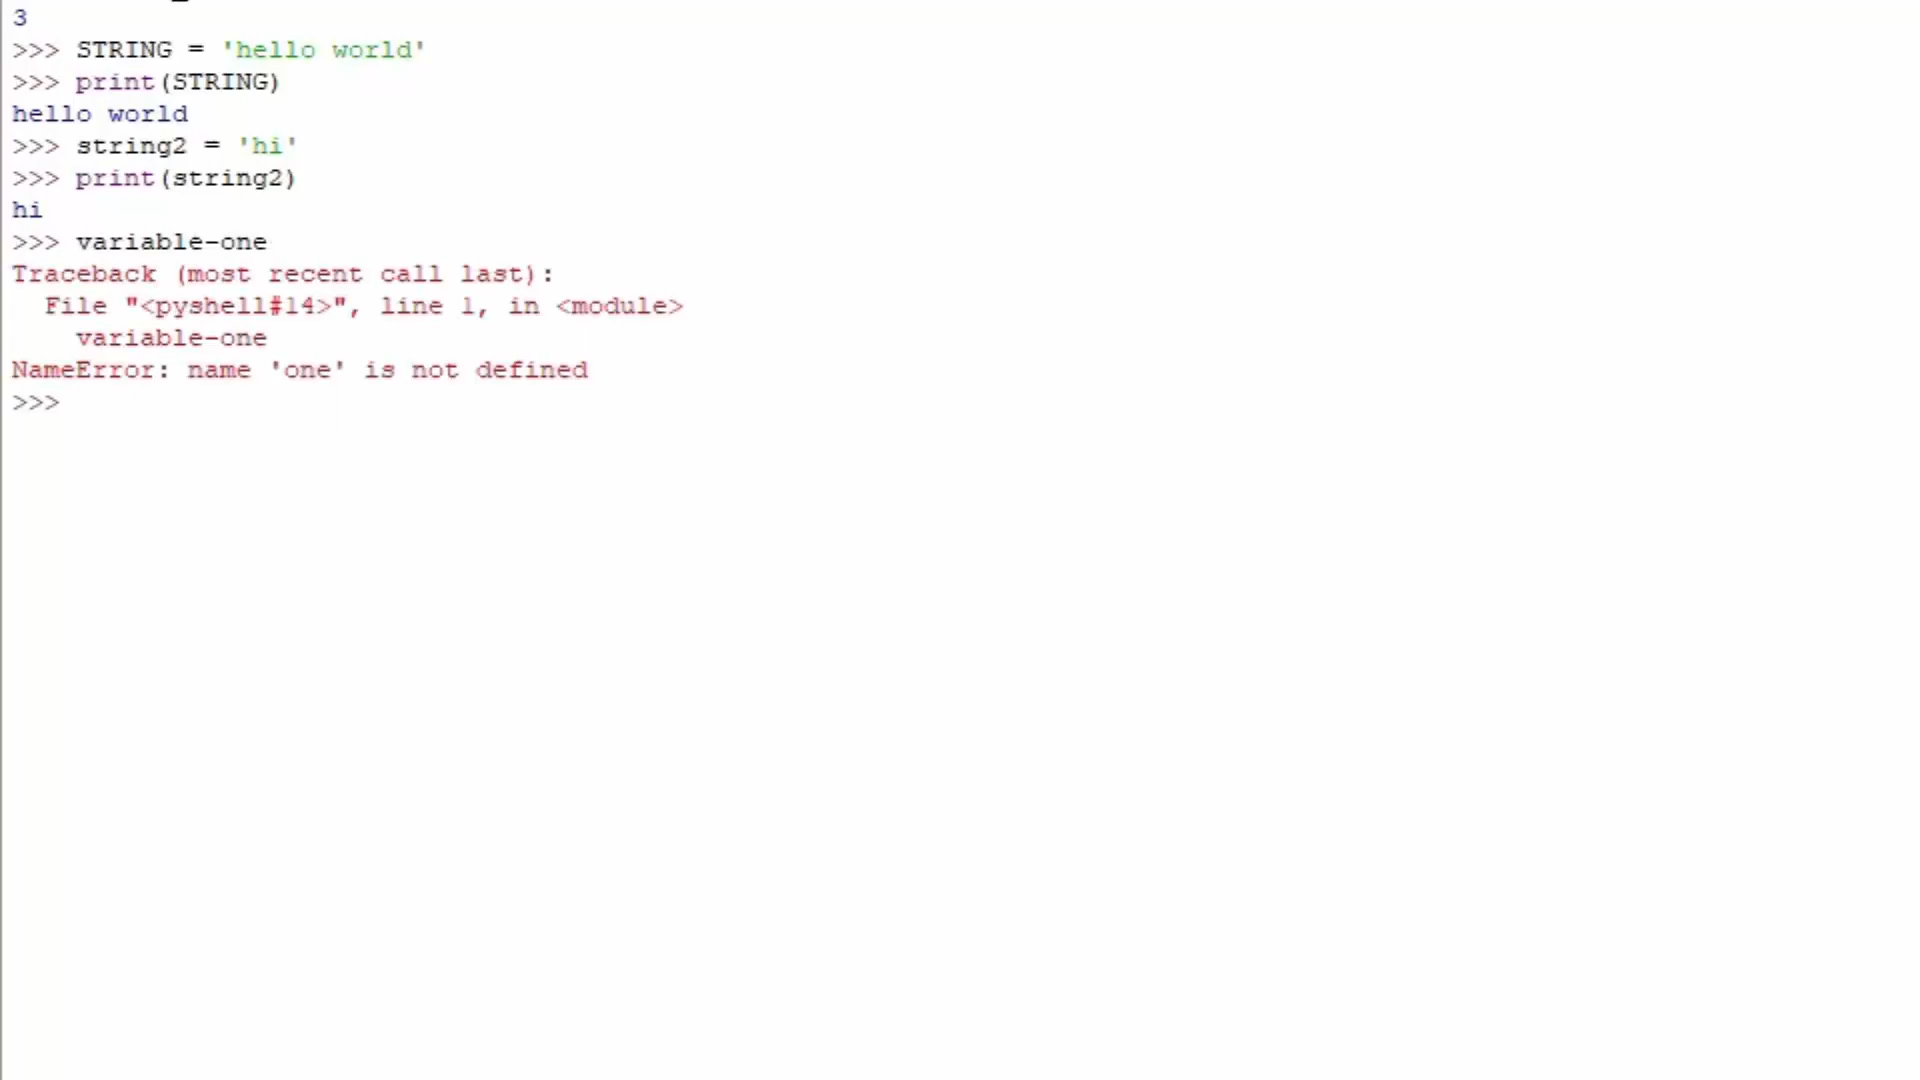 3
>>> STRING = 'hello world'
>>> print(STRING)
hello world
>>> string2 = 'hi'
>>> print(string2)
hi
>>> variable-one
Traceback (most recent call last):
  File "<pyshell#14>", line 1, in <module>
    variable-one
NameError: name 'one' is not defined
>>>